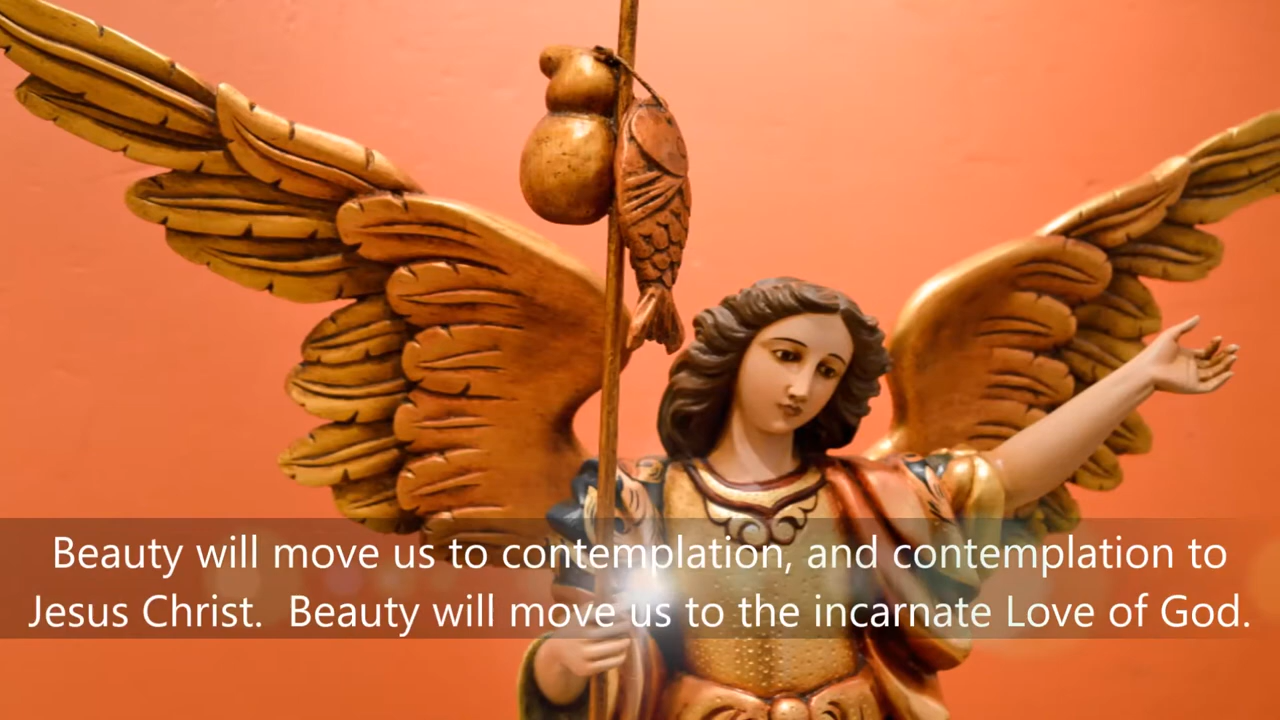 Beauty will move us to contemplation, and contemplation to
Jesus Christ.  Beauty will move us to the incarnate Love of God.